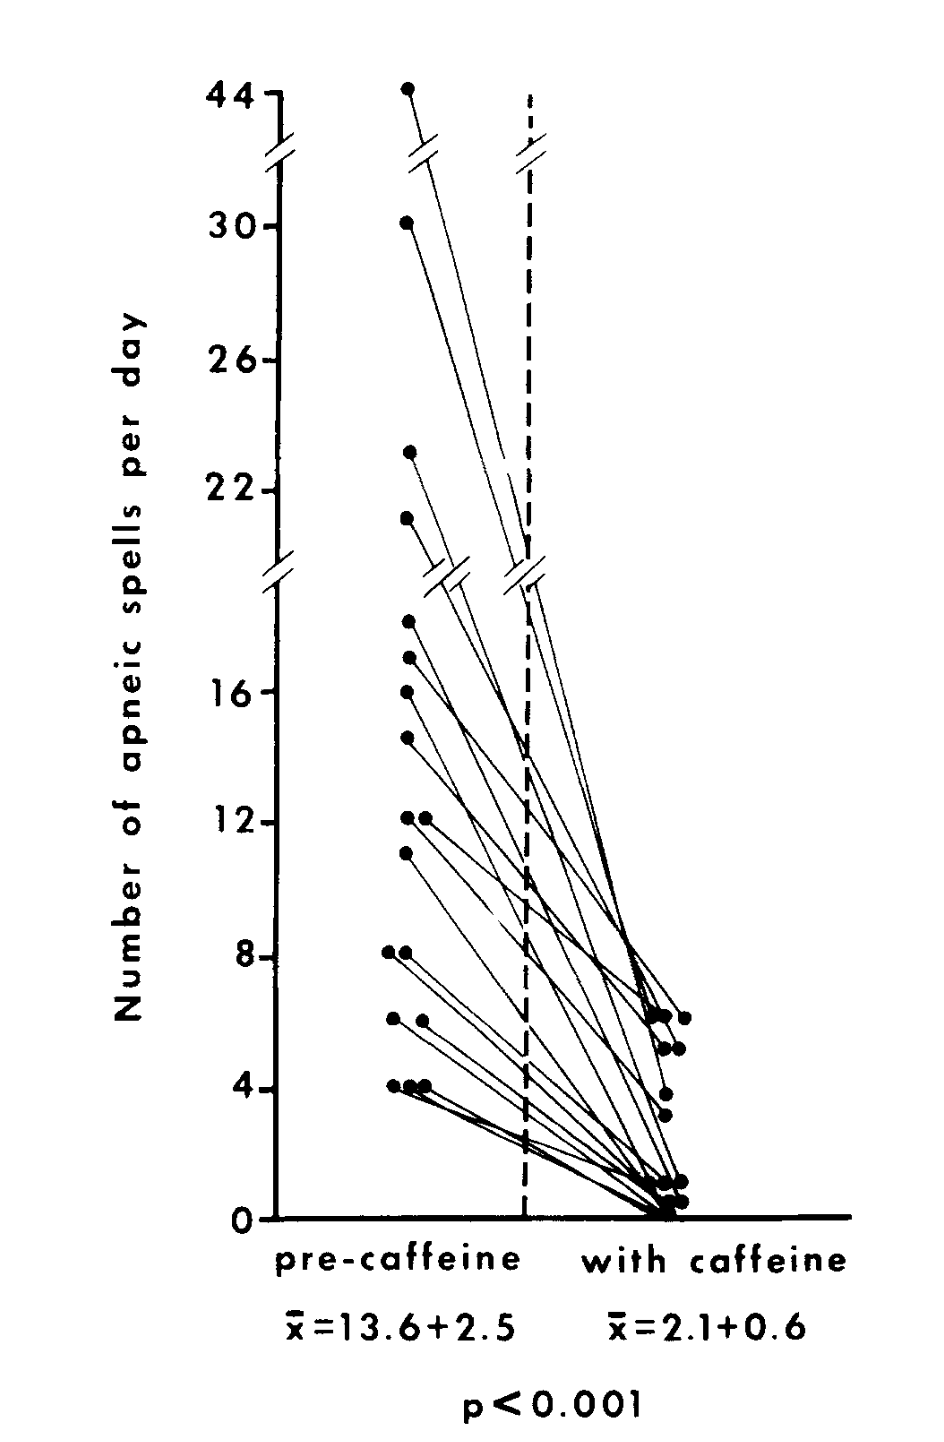 Number of apneic spells per day
44
30
26
22
16
12
8
4
0
pre-caffeine with caffeine
x̄=13.6+2.5 x̄=2.1+0.6
p<0.001